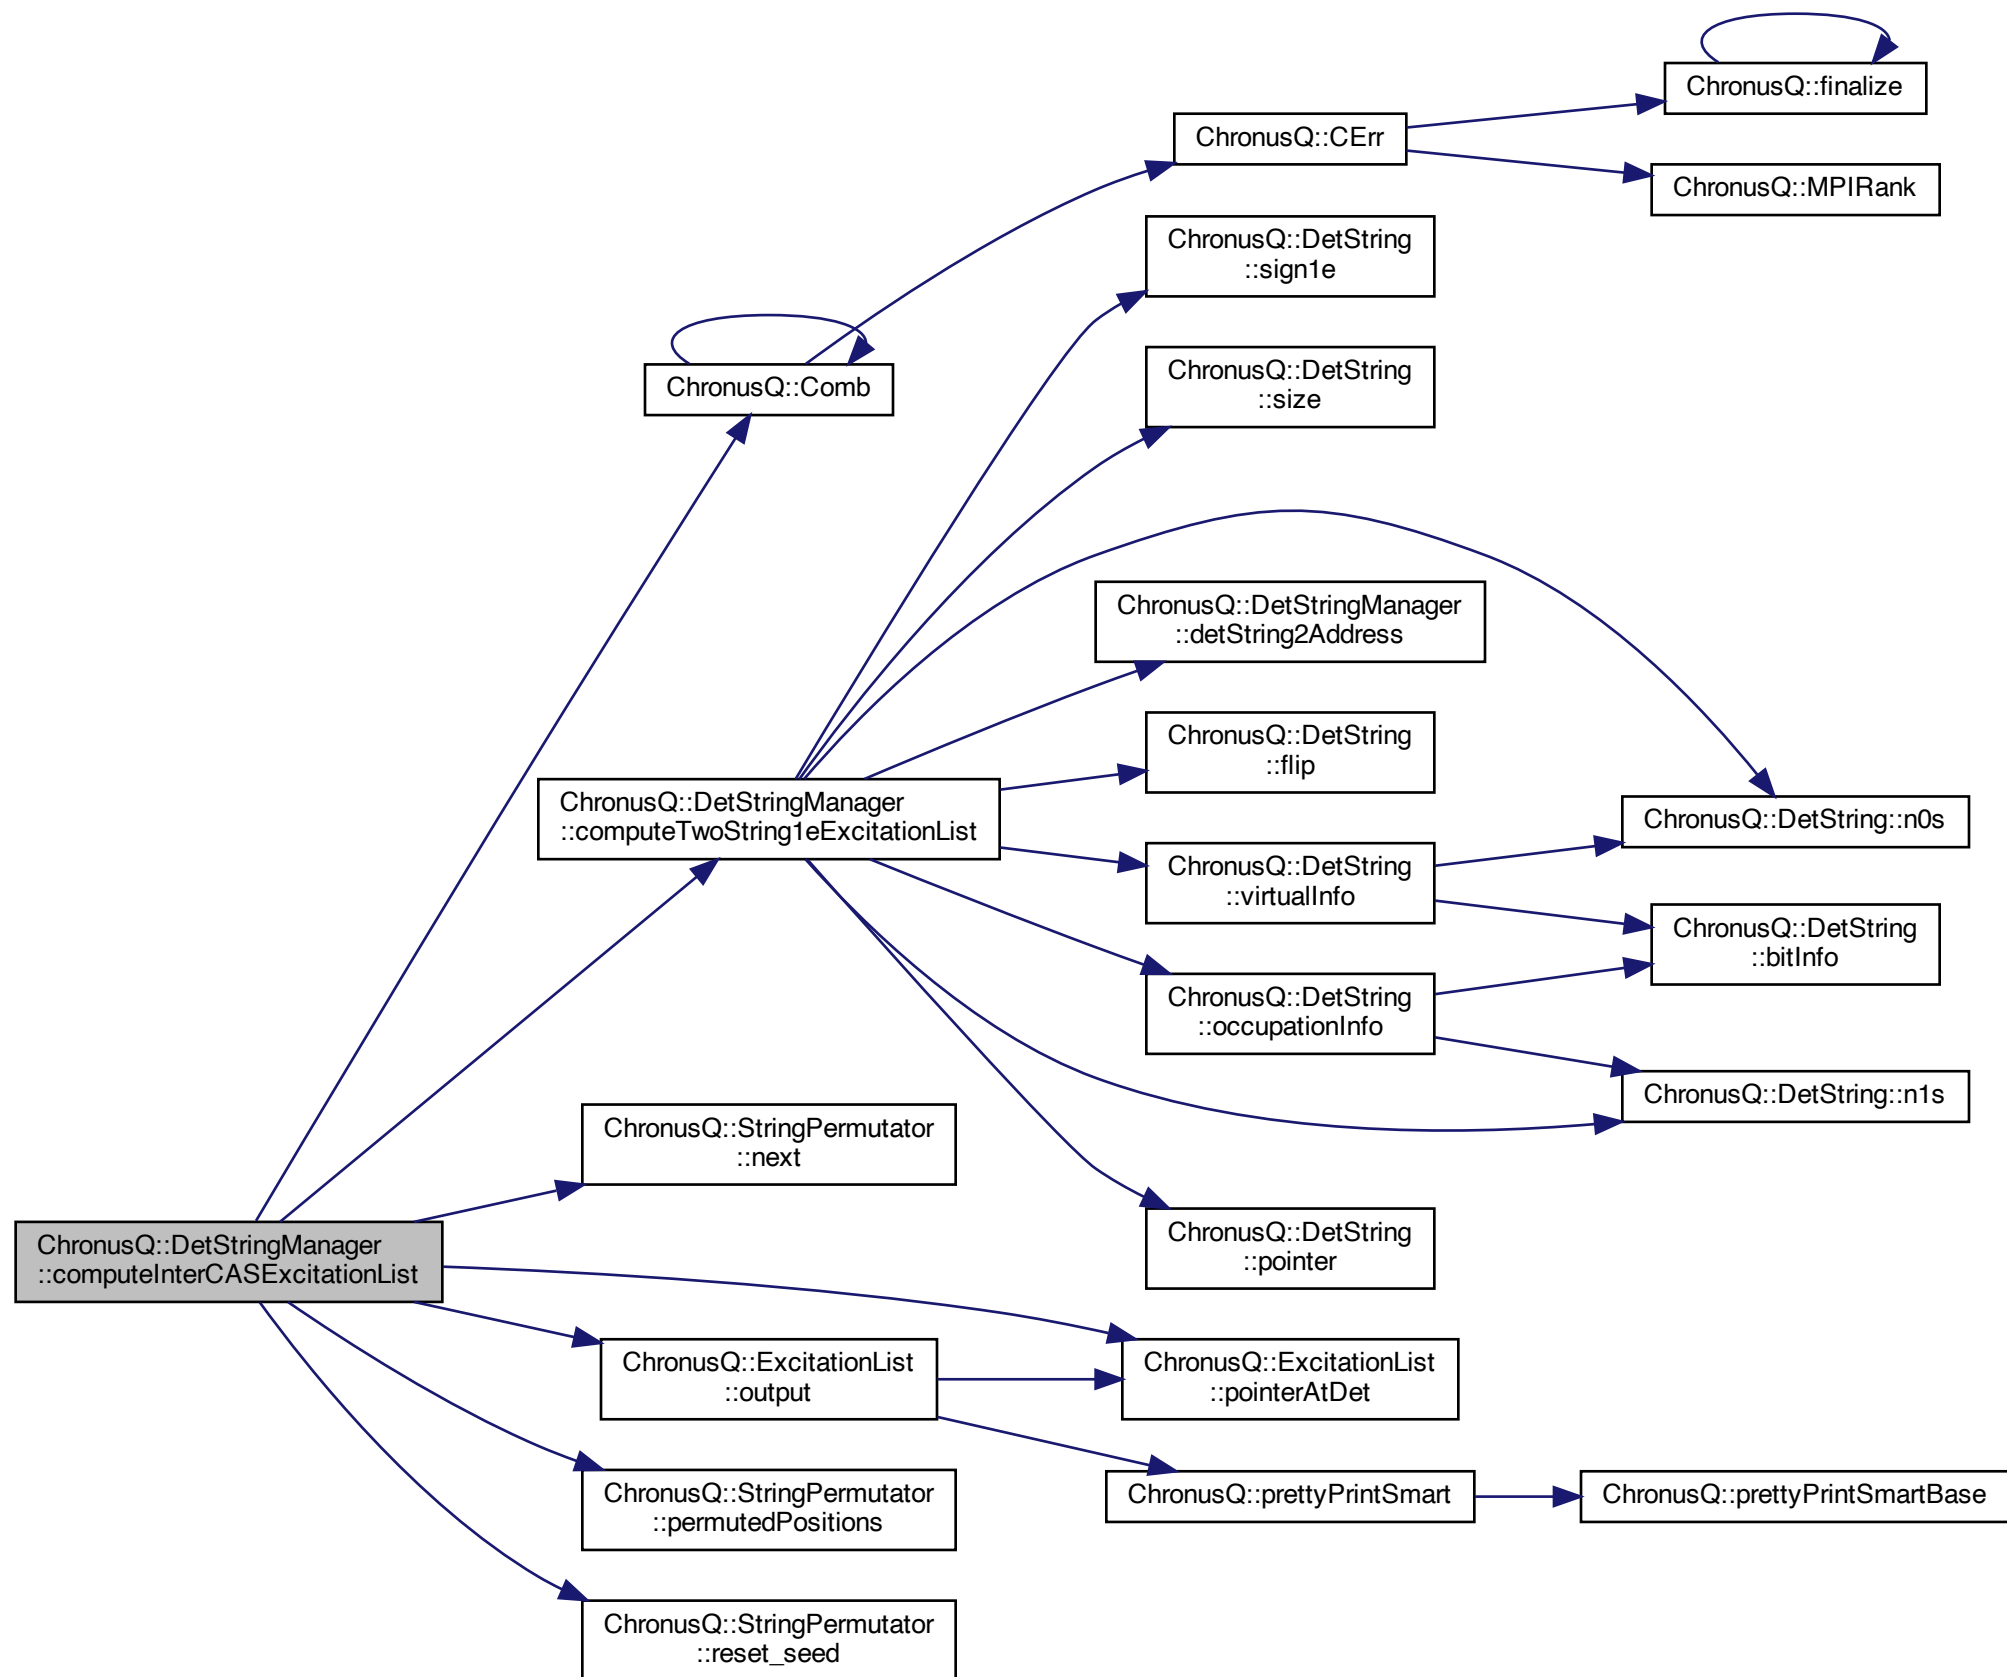 ChronusQ::finalize
ChronusQ::CErr
ChronusQ::MPIRank
ChronusQ::DetString
::sign1e
ChronusQ::DetString
::size
ChronusQ::Comb
ChronusQ::DetStringManager
::detString2Address
ChronusQ::DetString
::flip
ChronusQ::DetStringManager
::computeTwoString1eExcitationList
ChronusQ::DetString::n0s
ChronusQ::DetString
::virtualInfo
ChronusQ::DetString
::bitInfo
ChronusQ::DetString
::occupationInfo
ChronusQ::DetString::n1s
ChronusQ::StringPermutator
::next
ChronusQ::DetString
::pointer
ChronusQ::DetStringManager
::computeInterCASExcitationList
ChronusQ::ExcitationList
::output
ChronusQ::ExcitationList
::pointerAtDet
ChronusQ::StringPermutator
::permutedPositions
ChronusQ::prettyPrintSmart
ChronusQ::prettyPrintSmartBase
ChronusQ::StringPermutator
::reset_seed